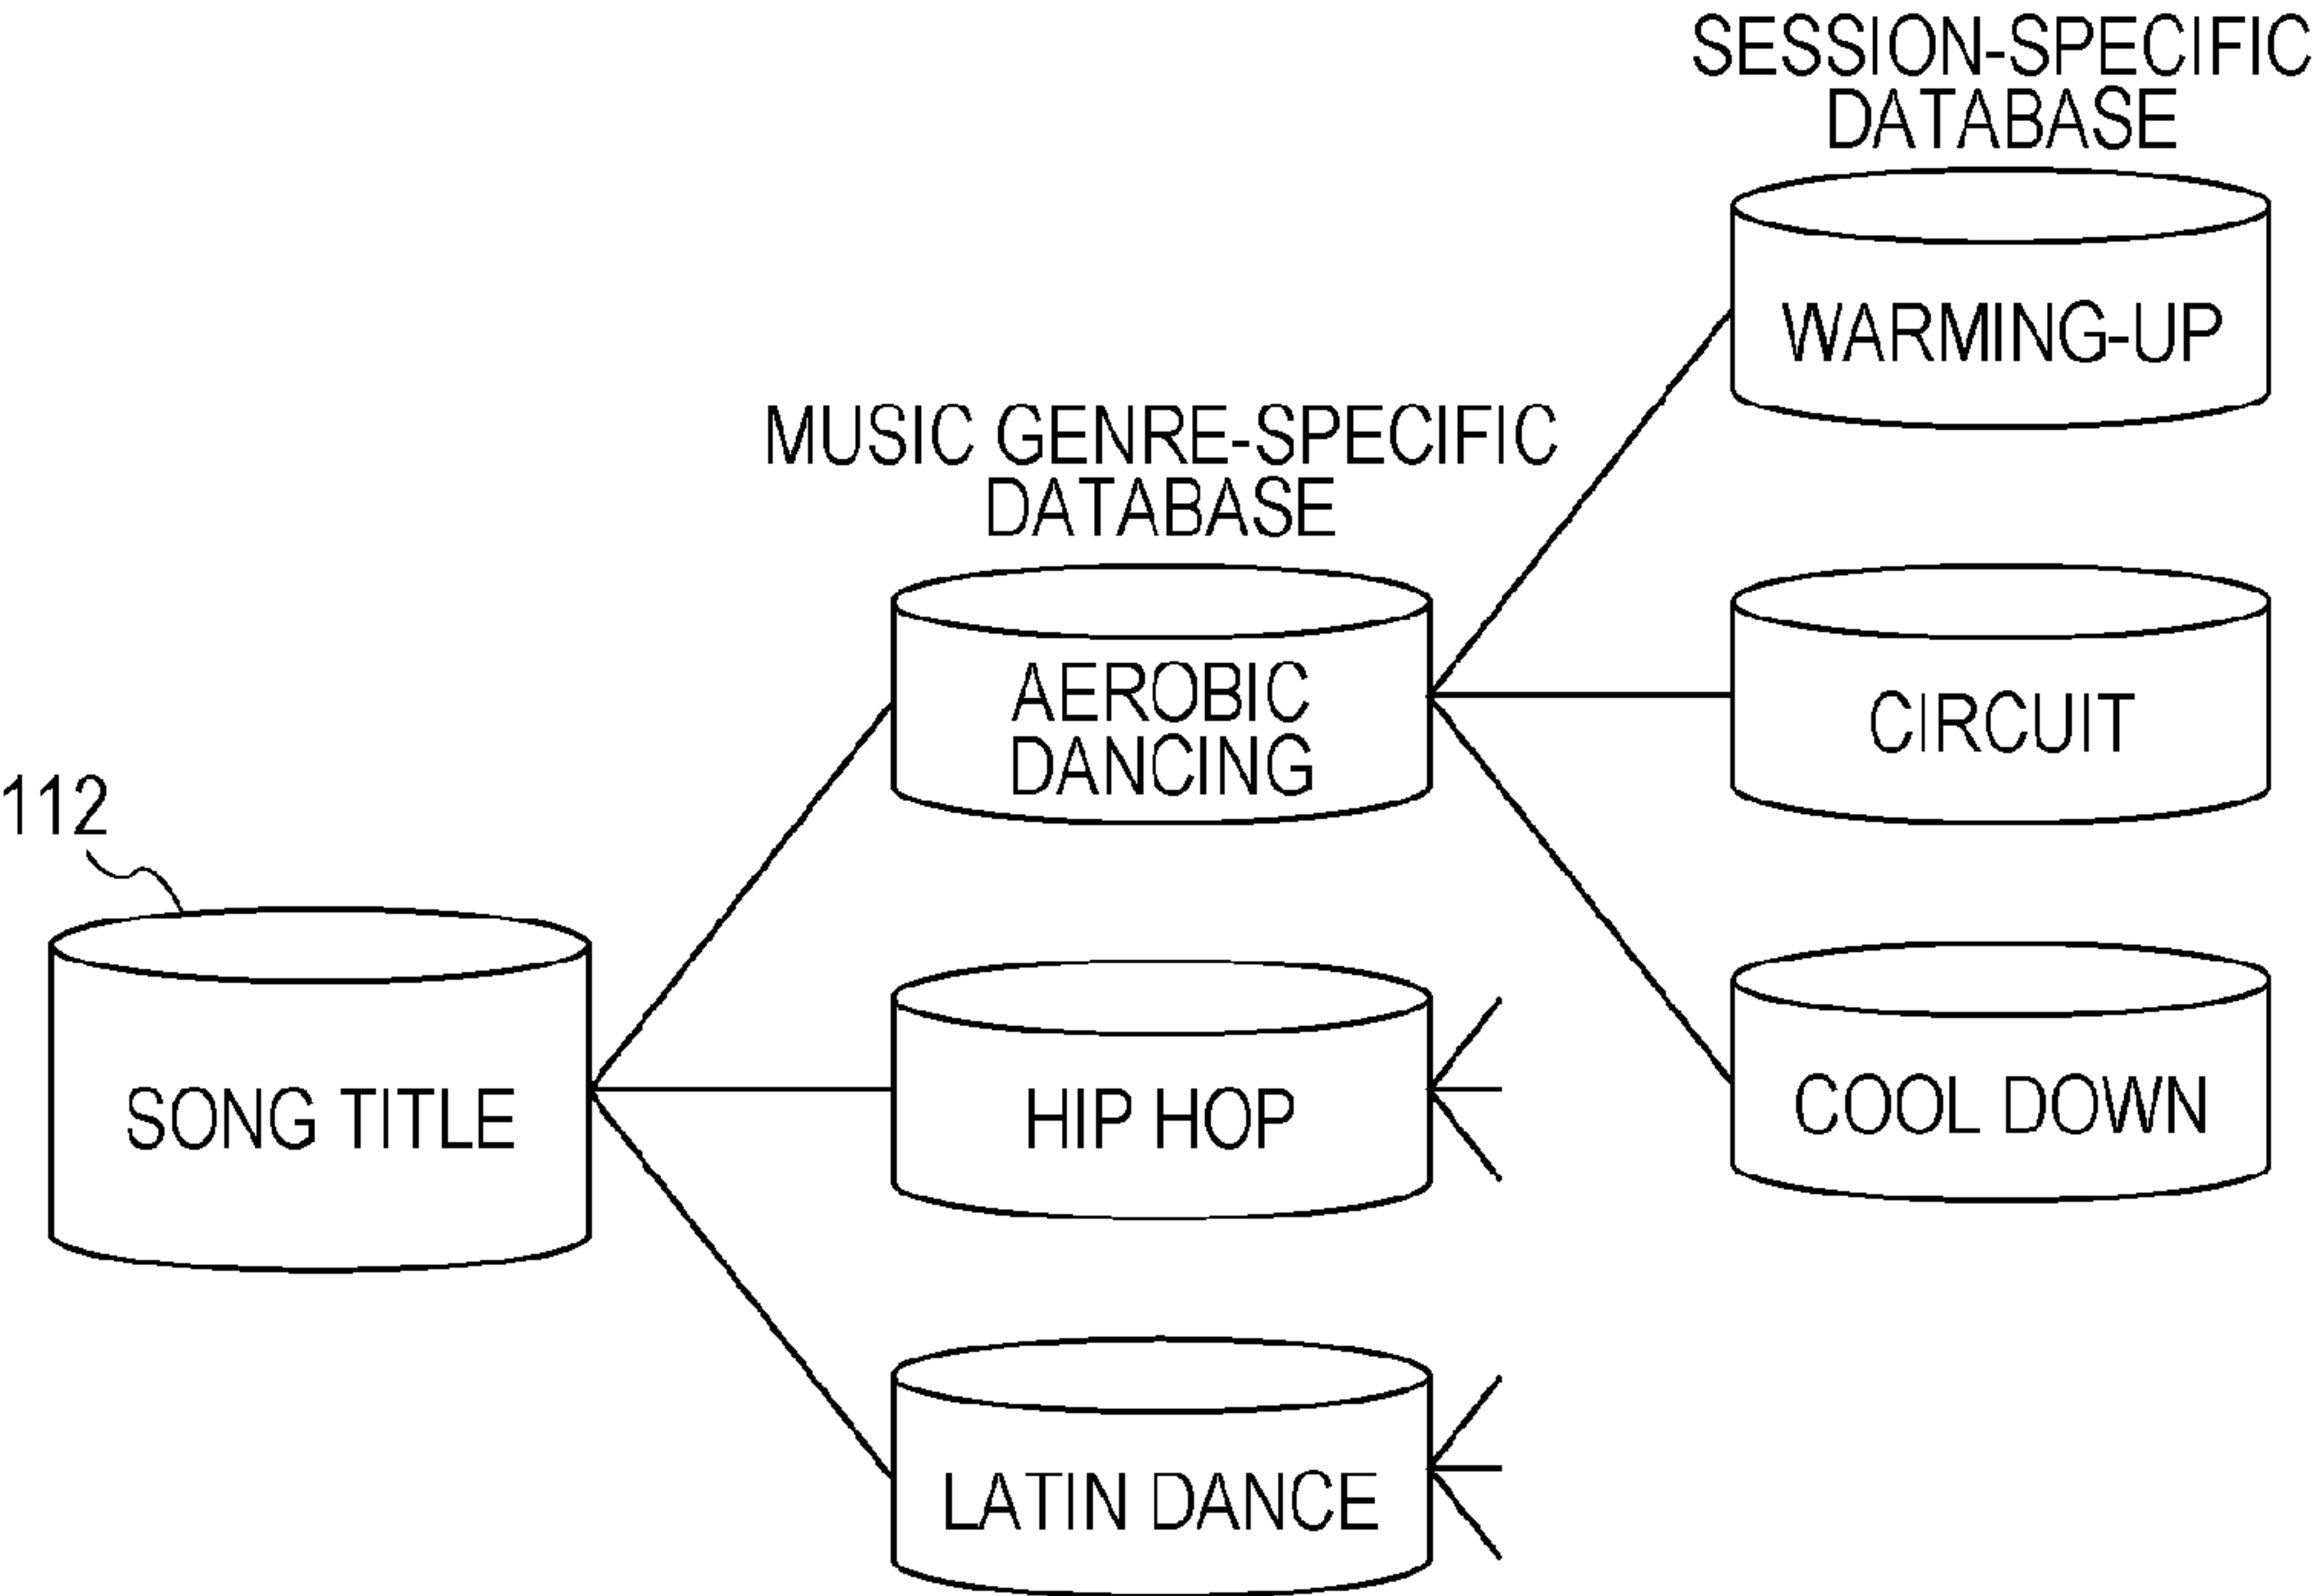 SESSION-SPECIFIC
DATABASE
WARMING-UP
MUSIC GENRE-SPECIFIC
DATABASE
AEROBIC
DANCING
CIRCUIT
112
SONG TITLE
HIP HOP
COOL DOWN
LATIN DANCE